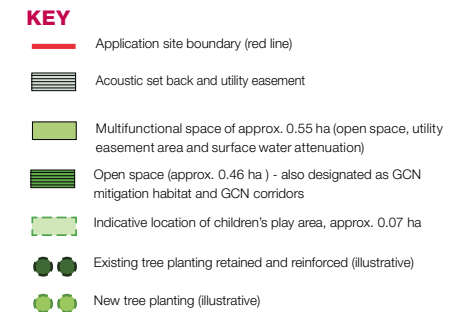 KEY
Application site boundary (red line)
Acoustic set back and utility easement
Multifunctional space of approx. 0.55 ha (open space, utility
easement area and surface water attenuation)
Open space (approx. 0.46 ha ) - also designated as GCN
mitigation habitat and GCN corridors
Indicative location of children's play area, approx. 0.07 ha
Existing tree planting retained and reinforced (illustrative)
New tree planting (illustrative)